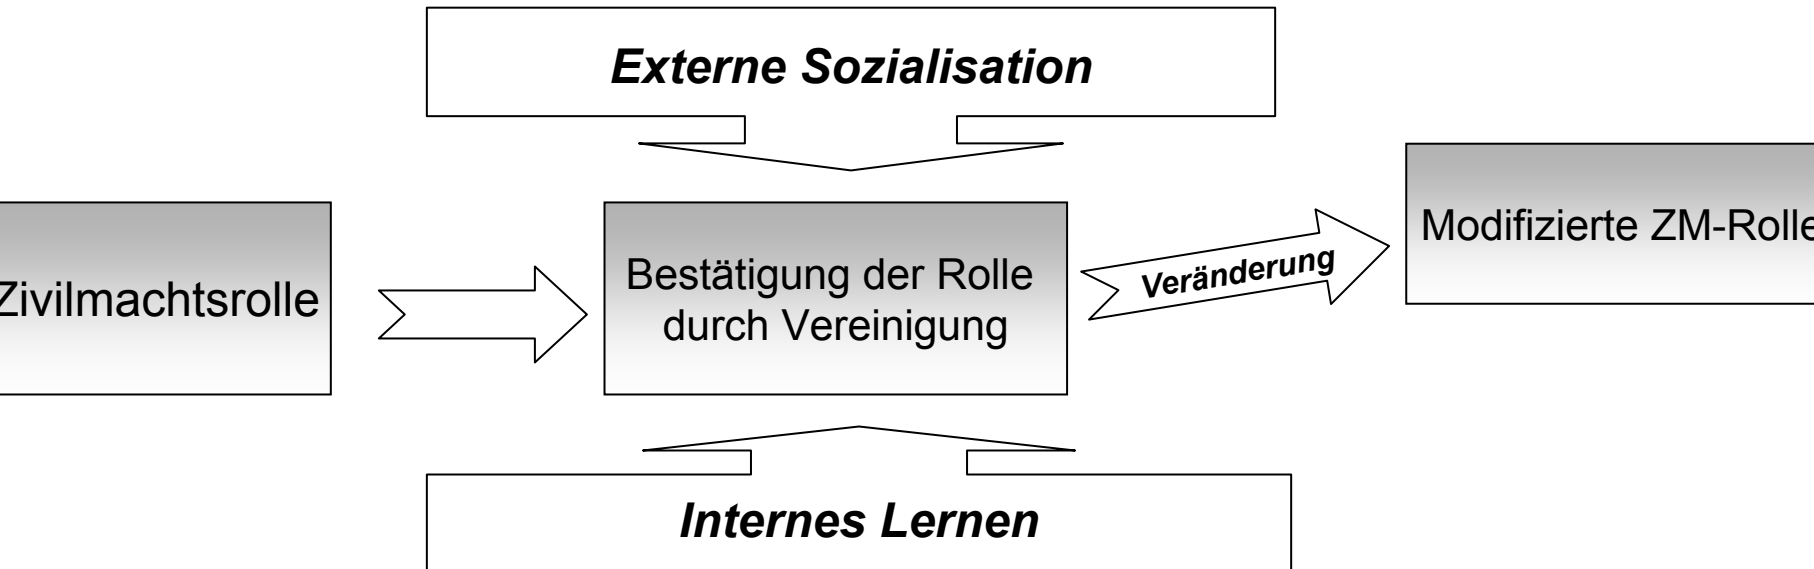 Externe Sozialisation
Zivilmachtsrolle
Bestätigung der Rolle
durch Vereinigung
Veränderung
Modifizierte ZM-Rolle
Internes Lernen